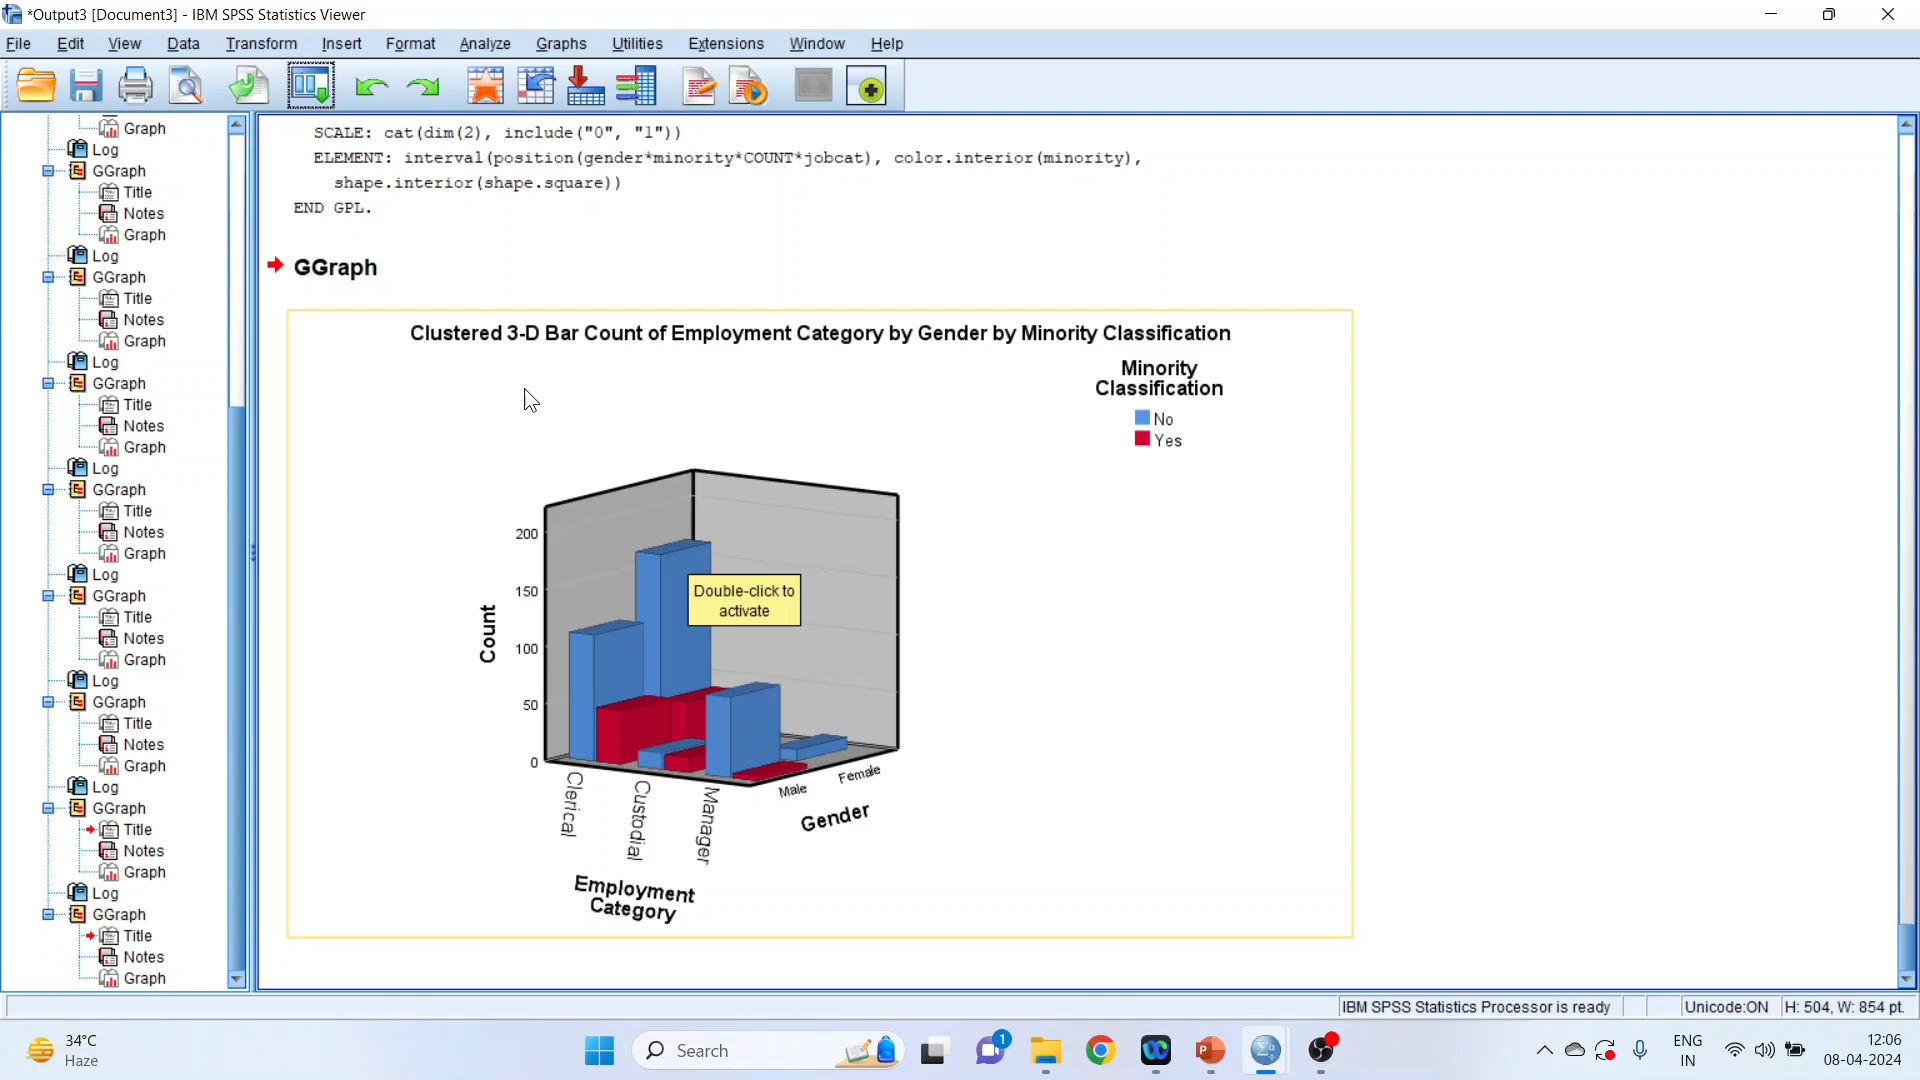 *Output3 [Document3] - IBM SPSS Statistics Viewer
File Edit View Data Transform Insert Format Analyze Graphs Utilities Extensions Window Help
Graph
Log
GGraph
Title
Notes
Graph
Log
GGraph
Title
Notes
Graph
Log
GGraph
Title
Notes
Graph
Log
GGraph
Title
Notes
Graph
Log
GGraph
Title
Notes
Graph
Log
GGraph
Title
Notes
Graph
Log
GGraph
Title
Notes
Graph
Log
GGraph
Title
Notes
Graph
SCALE: cat(dim(2), include("0", "1"))
ELEMENT: interval(position(gender*minority*COUNT*jobcat), color.interior(minority),
shape.interior(shape.square))
END GPL.
GGraph
Clustered 3-D Bar Count of Employment Category by Gender by Minority Classification
Minority
Classification
No
Yes
200
150
100
50
0
Count
Double-click to
activate
Clerical
Custodial
Manager
Male
Female
Gender
Employment
Category
IBM SPSS Statistics Processor is ready
Unicode:ON
H: 504, W: 854 pt.
34°C
Haze
Search
1
ENG
IN
12:06
08-04-2024